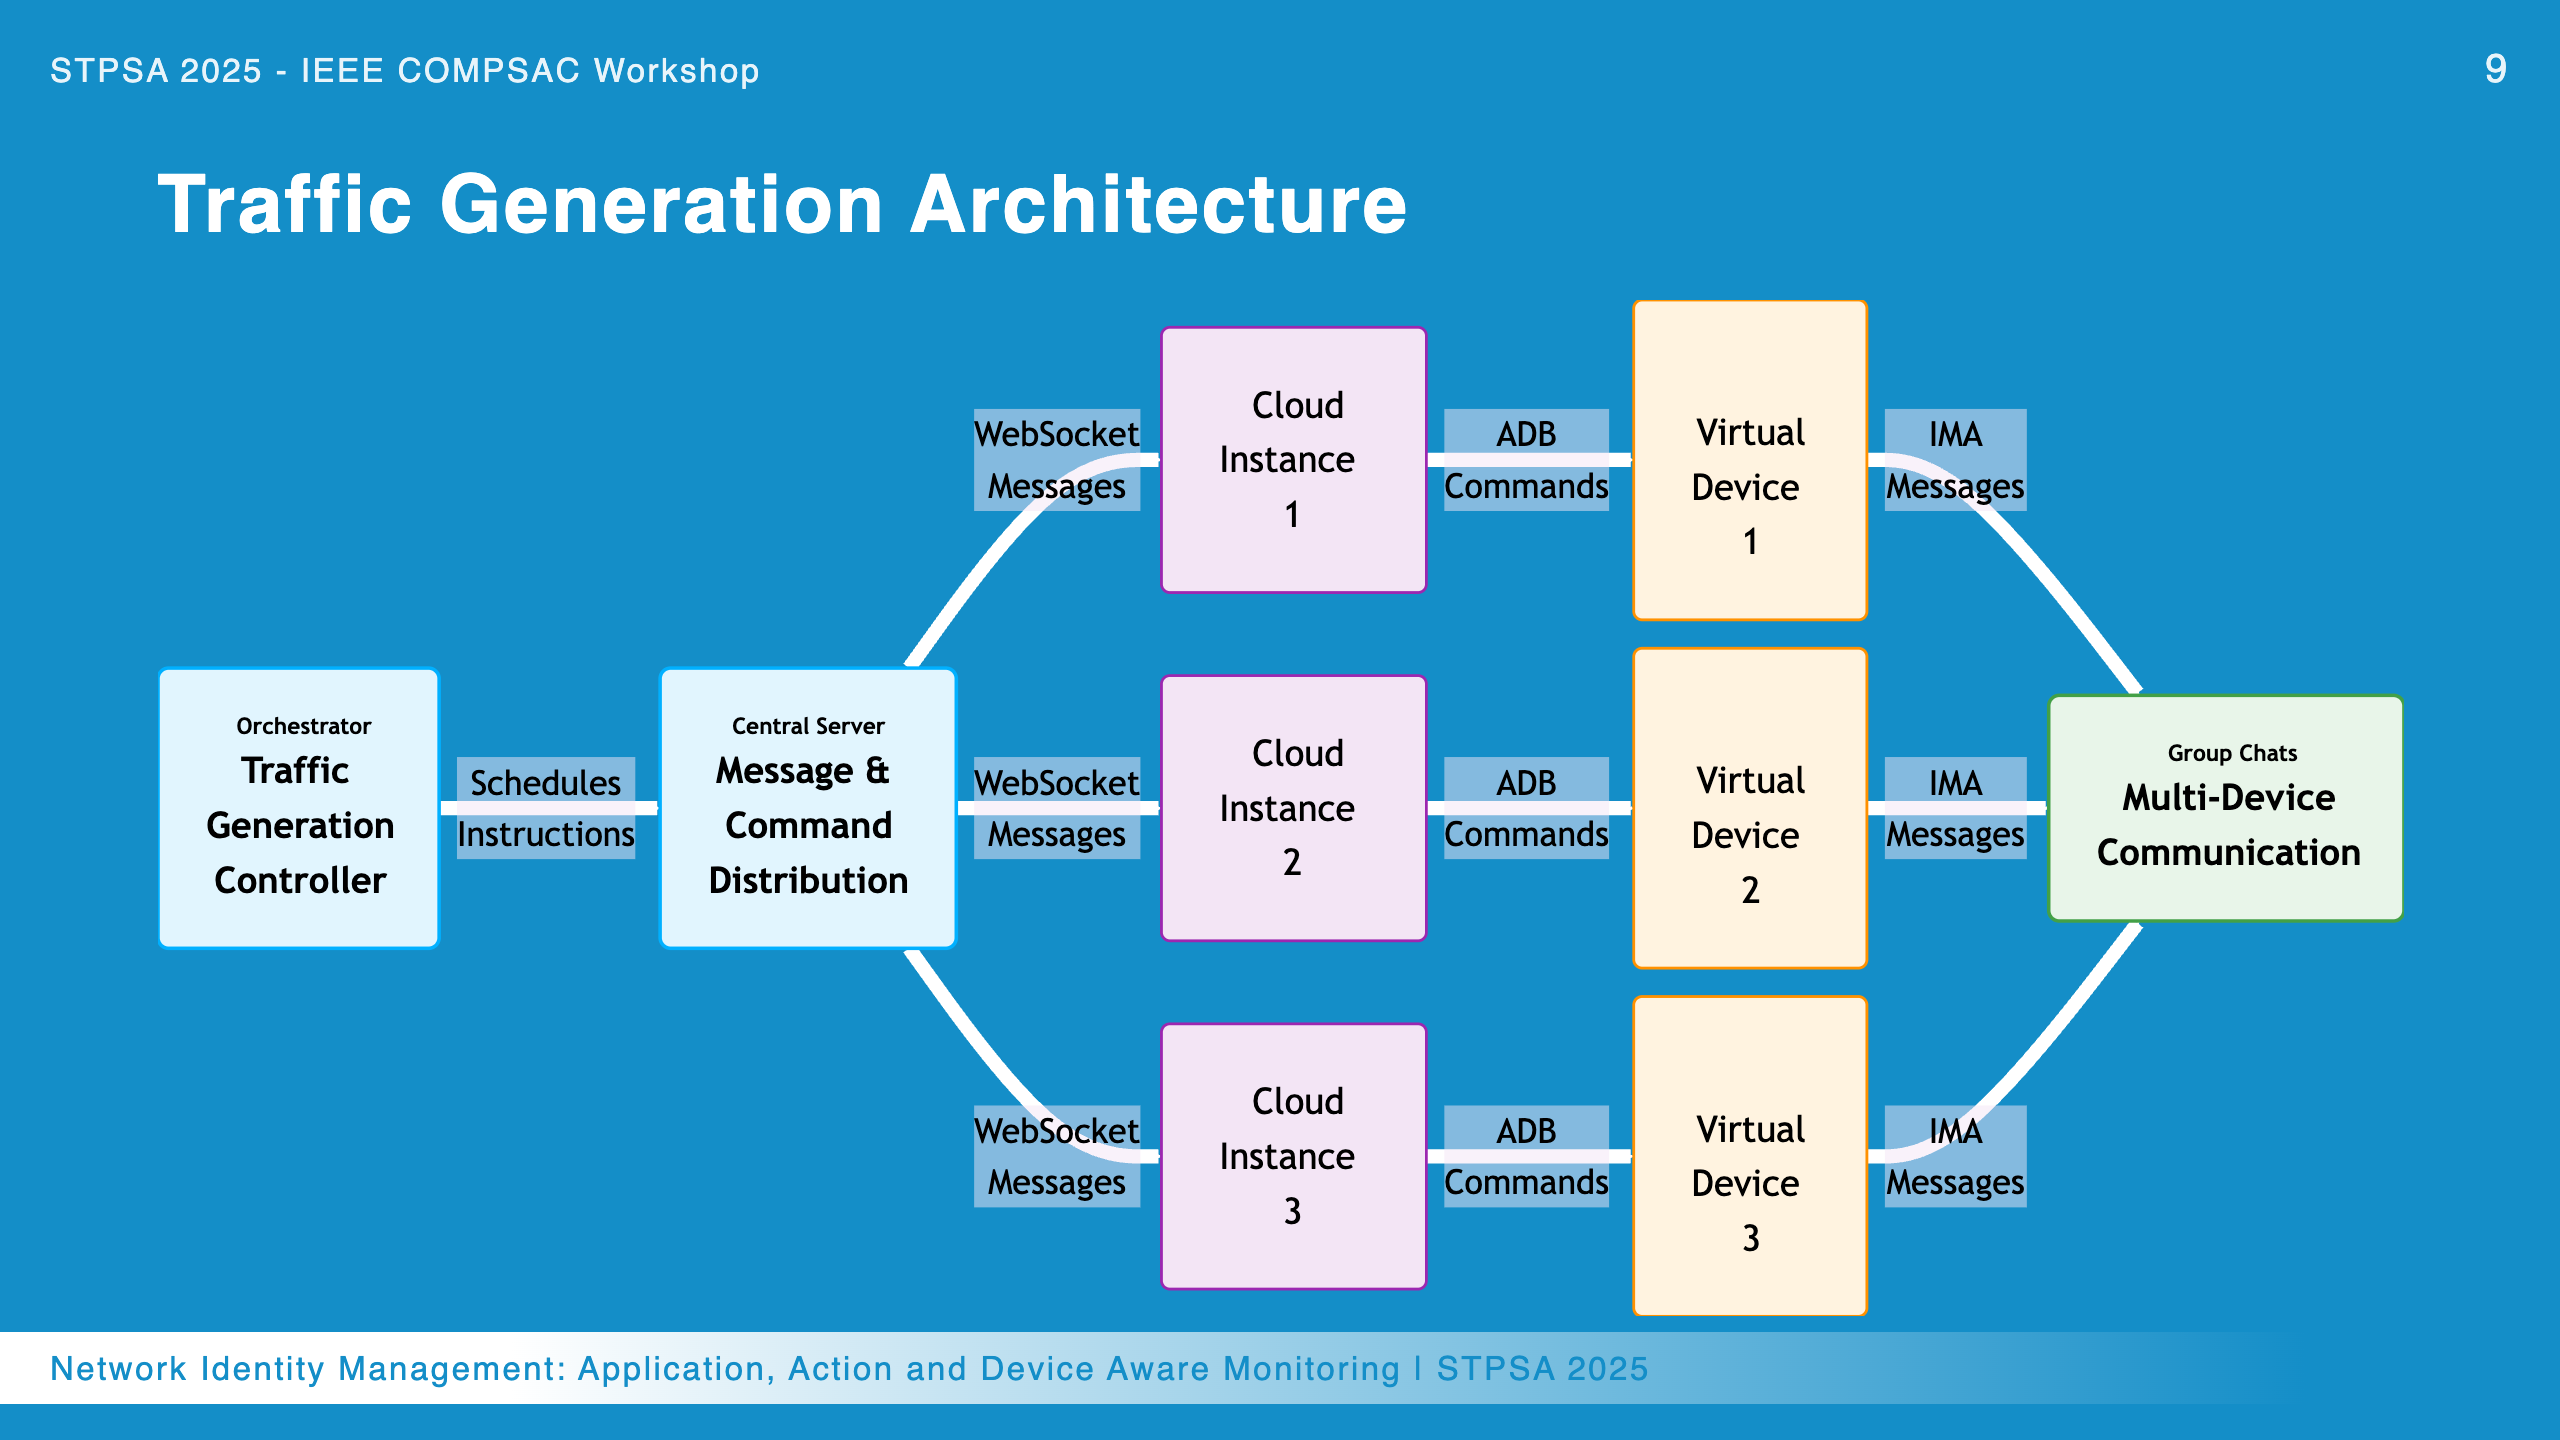 STPSA 2025 - IEEE COMPSAC Workshop
9
Traffic Generation Architecture
Orchestrator
Traffic
Generation
Controller
Schedules
Instructions
Central Server
Message &
Command
Distribution
WebSocket
Messages
Cloud
Instance
1
ADB
Commands
Virtual
Device
1
IMA
Messages
WebSocket
Messages
Cloud
Instance
2
ADB
Commands
Virtual
Device
2
IMA
Messages
WebSocket
Messages
Cloud
Instance
3
ADB
Commands
Virtual
Device
3
IMA
Messages
Group Chats
Multi-Device
Communication
Network Identity Management: Application, Action and Device Aware Monitoring | STPSA 2025